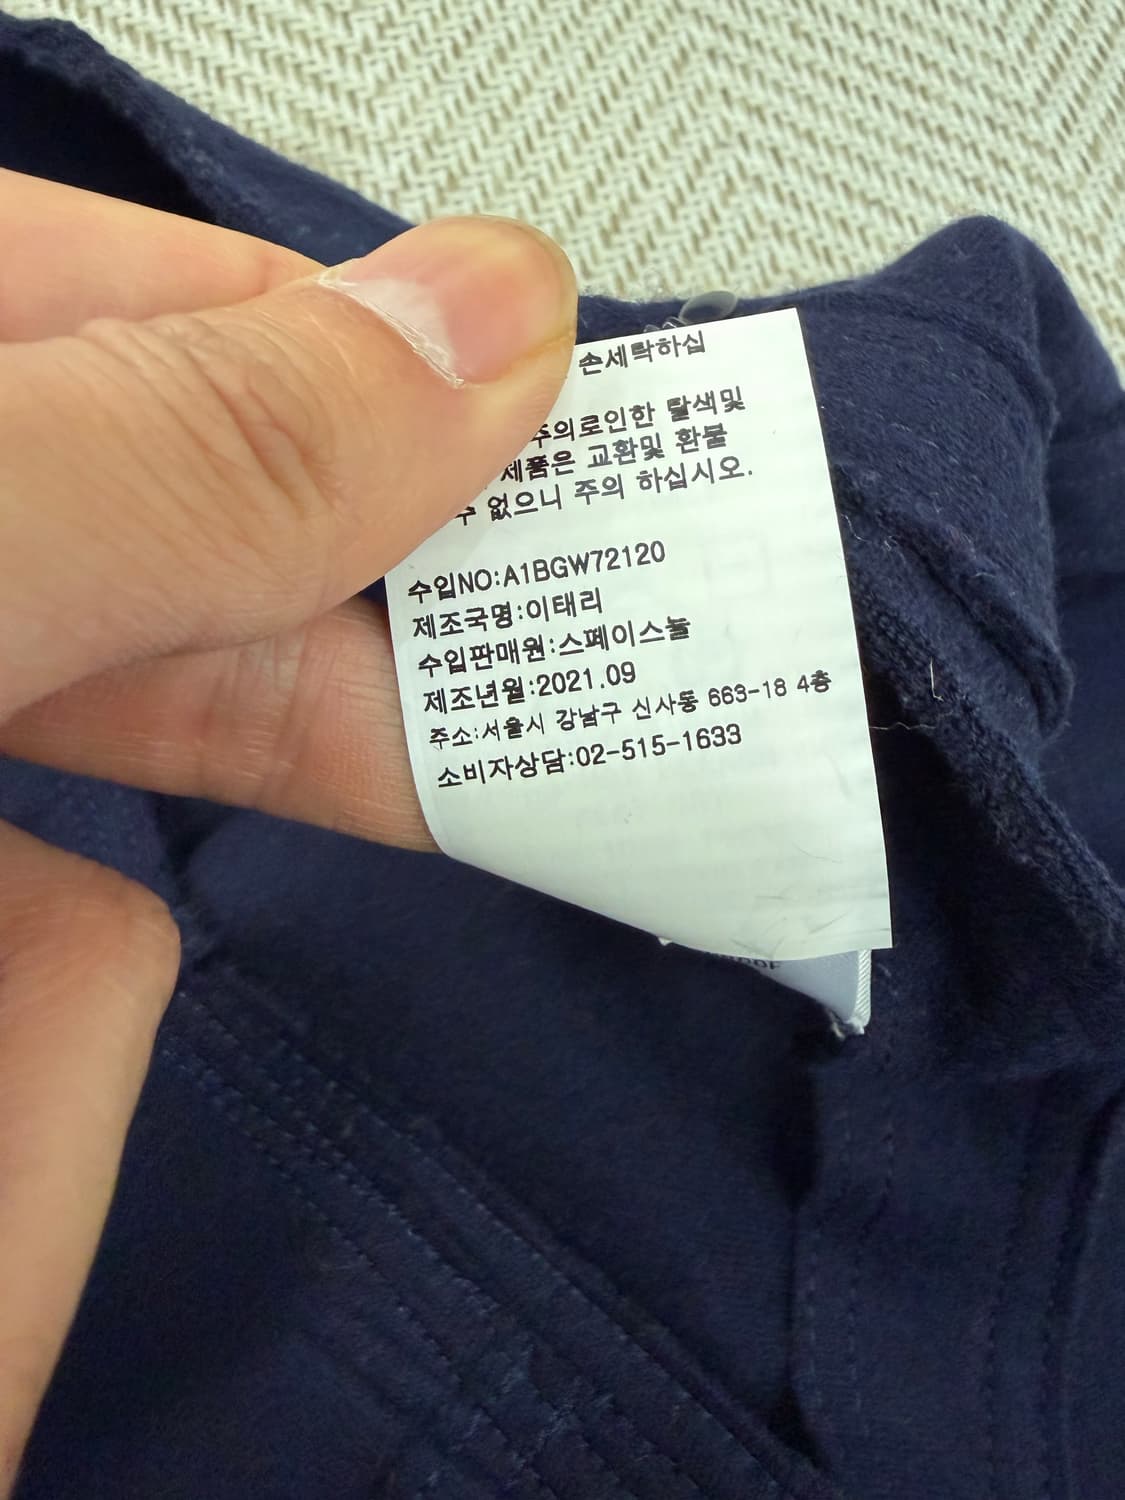 손세탁하십
주의로인한 탈색및
제품은 교환및 환불
수 없으니 주의 하십시오.
수입NO:A1BGW72120
제조국명:이태리
수입판매원:스페이스눌
제조년월:2021.09
주소:서울시 강남구 신사동 663-18 4층
소비자상담:02-515-1633